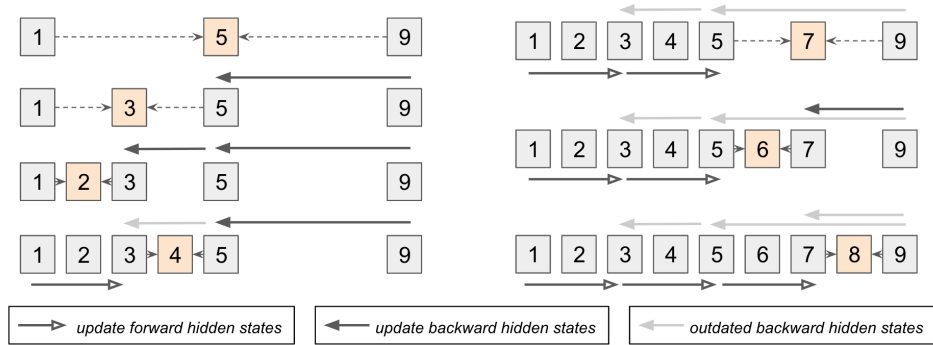 1 5 9
1 3 5 9
1 2 3 5 9
1 2 3 4 5 9
1 2 3 4 5 7 9
1 2 3 4 5 6 7 9
1 2 3 4 5 6 7 8 9
update forward hidden states
update backward hidden states
outdated backward hidden states